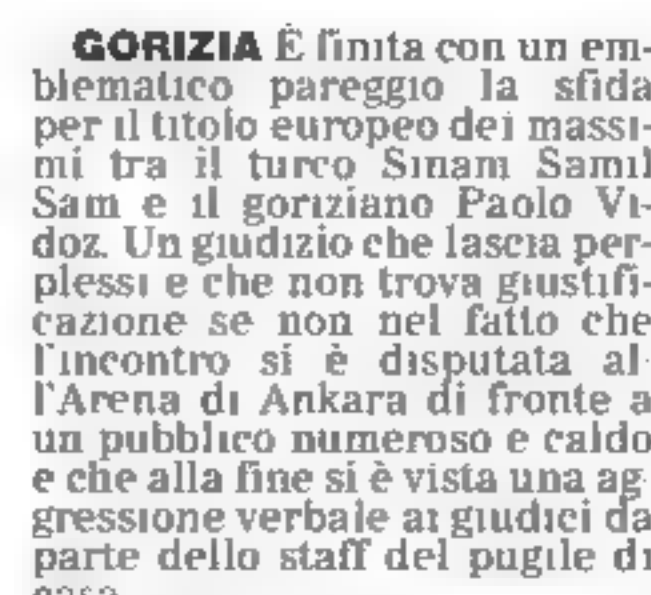 GORIZIA È finita con un em-
blematico pareggio la sfida
per il titolo europeo dei massi-
mi tra il turco Sinam Samil
Sam e il goriziano Paolo Vi-
doz. Un giudizio che lascia per-
plessi e che non trova giustifi-
cazione se non nel fatto che
l'incontro si è disputata al-
l'Arena di Ankara di fronte a
un pubblico numeroso e caldo
e che alla fine si è vista una ag-
gressione verbale ai giudici da
parte dello staff del pugile di
casa.